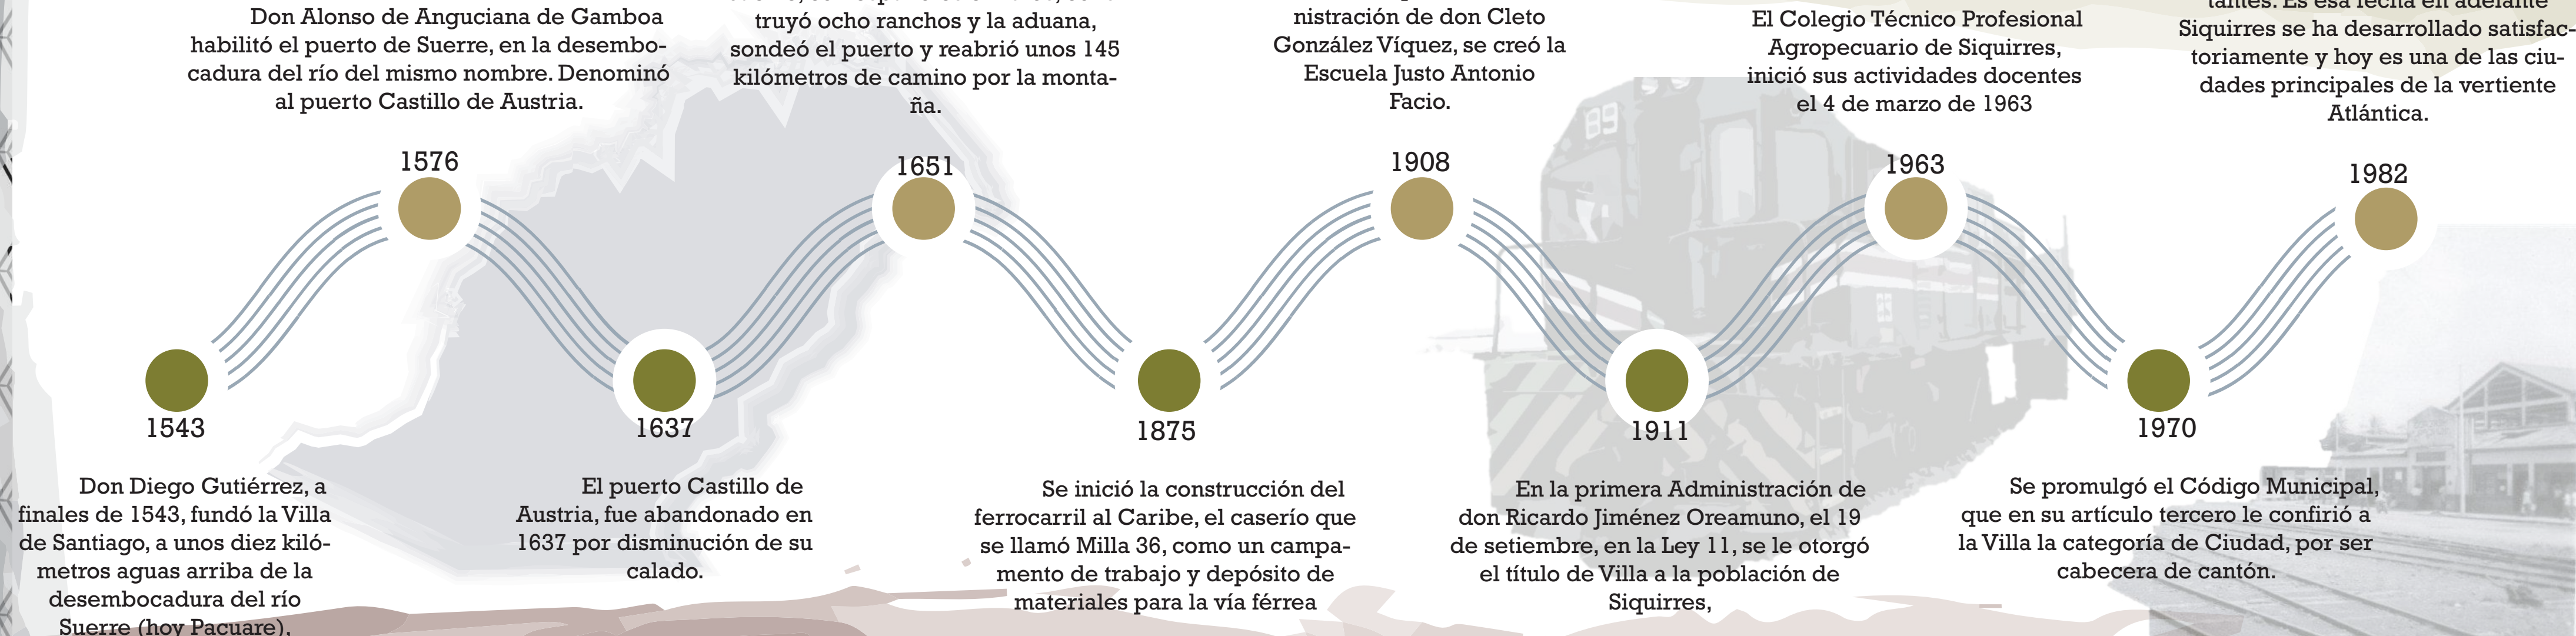 Don Alonso de Anguciana de Gamboa
habilitó el puerto de Suerre, en la desembo-
cadura del río del mismo nombre. Denominó
al puerto Castillo de Austria.
truyó ocho ranchos y la aduana,
sondeó el puerto y reabrió unos 145
kilómetros de camino por la monta-
ña.
nistración de don Cleto
González Víquez, se creó la
Escuela Justo Antonio
Facio.
El Colegio Técnico Profesional
Agropecuario de Siquirres,
inició sus actividades docentes
el 4 de marzo de 1963
tames. Es esa fecha en adelante
Siquirres se ha desarrollado satisfac-
toriamente y hoy es una de las ciu-
dades principales de la vertiente
Atlántica.
1576
1651
1908
1963
1982
89
1543
1637
1875
1911
1970
Don Diego Gutiérrez, a
finales de 1543, fundó la Villa
de Santiago, a unos diez kiló-
metros aguas arriba de la
desembocadura del río
Suerre (hoy Pacuare),
El puerto Castillo de
Austria, fue abandonado en
1637 por disminución de su
calado.
Se inició la construcción del
ferrocarril al Caribe, el caserío que
se llamó Milla 36, como un campa-
mento de trabajo y depósito de
materiales para la vía férrea
En la primera Administración de
don Ricardo Jiménez Oreamuno, el 19
de setiembre, en la Ley 11, se le otorgó
el título de Villa a la población de
Siquirres,
Se promulgó el Código Municipal,
que en su artículo tercero le confirió a
la Villa la categoría de Ciudad, por ser
cabecera de cantón.